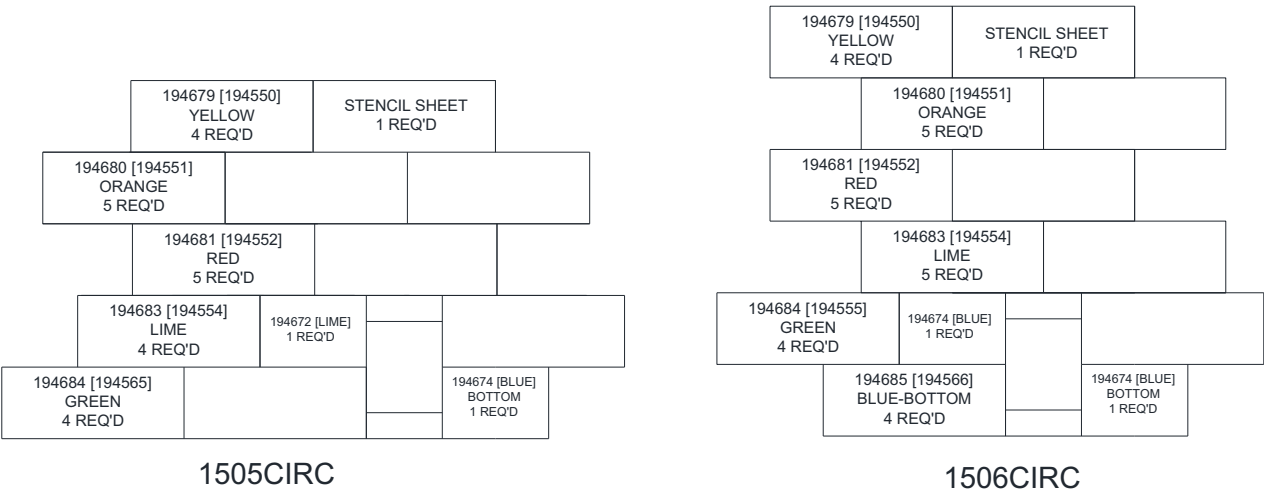 194679 [194550]
YELLOW
4 REQ'D
STENCIL SHEET
1 REQ'D
194680 [194551]
ORANGE
5 REQ'D
194681 [194552]
RED
5 REQ'D
194683 [194554]
LIME
4 REQ'D
194672 [LIME]
1 REQ'D
194684 [194565]
GREEN
4 REQ'D
194674 [BLUE]
BOTTOM
1 REQ'D
1505CIRC
194679 [194550]
YELLOW
4 REQ'D
STENCIL SHEET
1 REQ'D
194680 [194551]
ORANGE
5 REQ'D
194681 [194552]
RED
5 REQ'D
194683 [194554]
LIME
5 REQ'D
194684 [194555]
GREEN
4 REQ'D
194674 [BLUE]
1 REQ'D
194685 [194566]
BLUE-BOTTOM
4 REQ'D
194674 [BLUE]
BOTTOM
1 REQ'D
1506CIRC